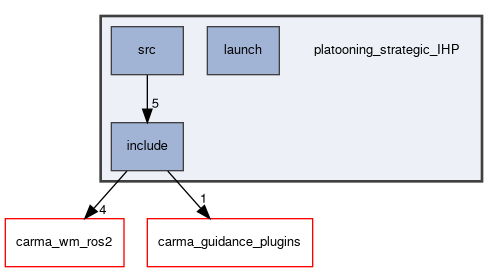 src
launch
platooning_strategic_IHP
5
include
4
1
carma_wm_ros2
carma_guidance_plugins